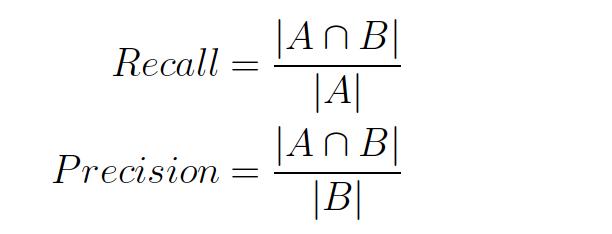 Recall = |A ∩ B| / |A|
Precision = |A ∩ B| / |B|